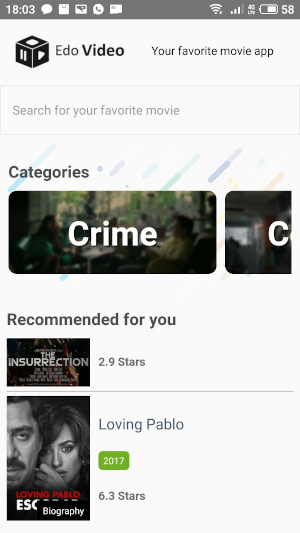 18:03
4G
58
Edo Video
Your favorite movie app
Search for your favorite movie
Categories
Crime
C
Recommended for you
THE
INSURRECTION
2.9 Stars
Loving Pablo
2017
LOVING PABLO
ESCOBAR
Biography
6.3 Stars